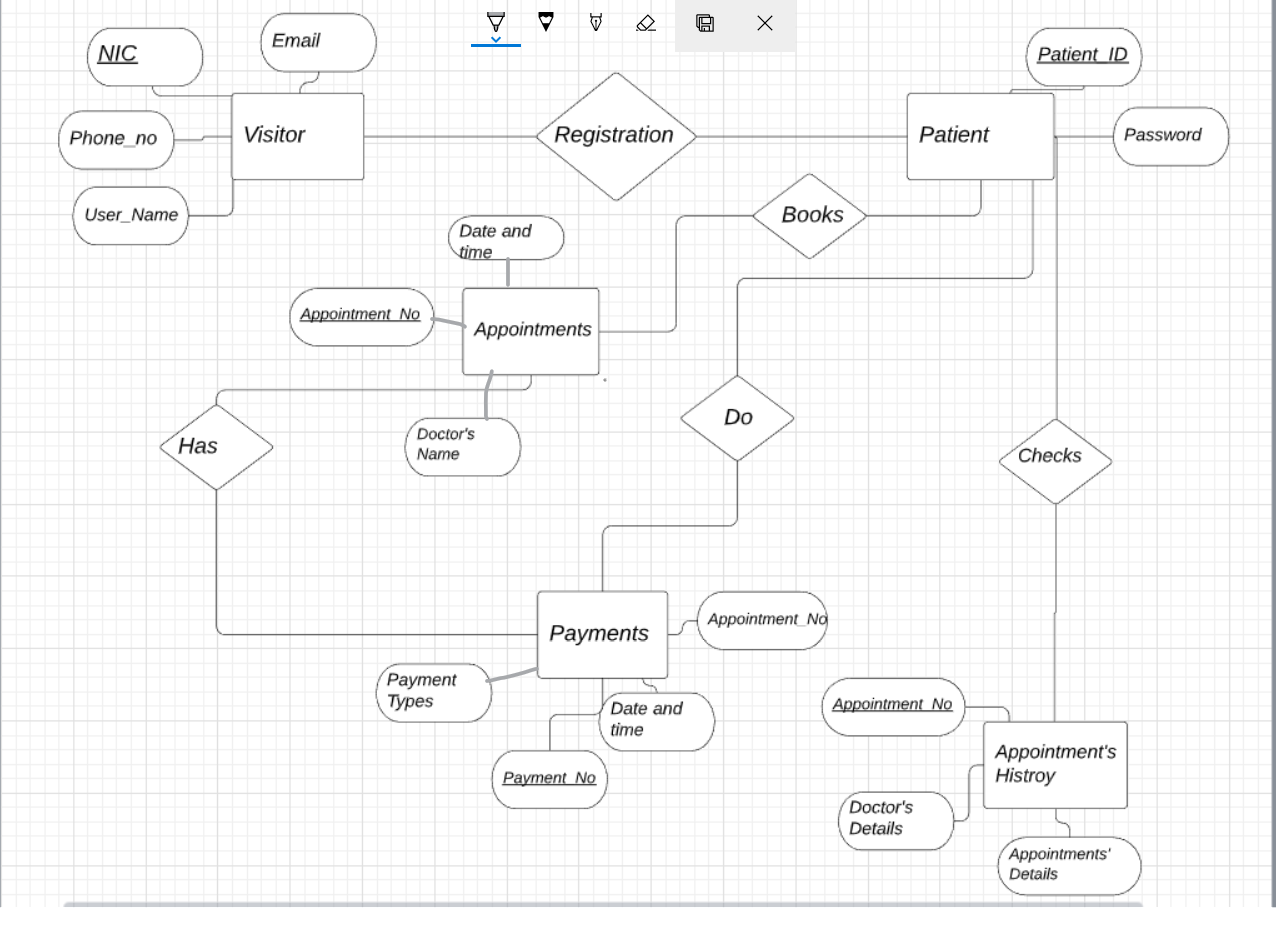 NIC
Email
Patient_ID
Phone_no
Visitor
Registration
Patient
Password
User_Name
Books
Date and
time
Appointment_No
Appointments
Do
Has
Doctor's
Name
Checks
Payments
Appointment_No
Payment
Types
Date and
time
Appointment_No
Payment_No
Appointment's
Histroy
Doctor's
Details
Appointments'
Details